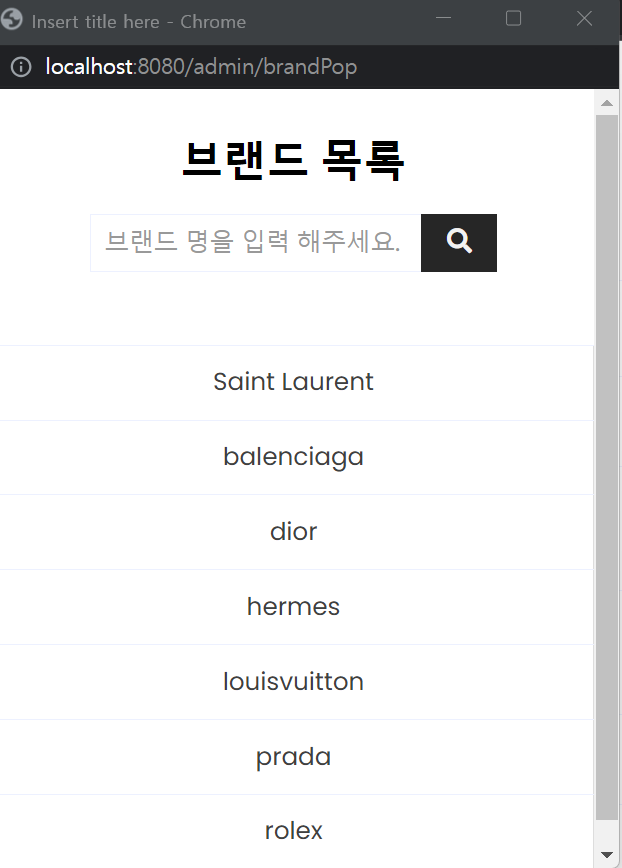 Insert title here - Chrome
localhost:8080/admin/brandPop
브랜드 목록
브랜드 명을 입력 해주세요.
Saint Laurent
balenciaga
dior
hermes
louisvuitton
prada
rolex